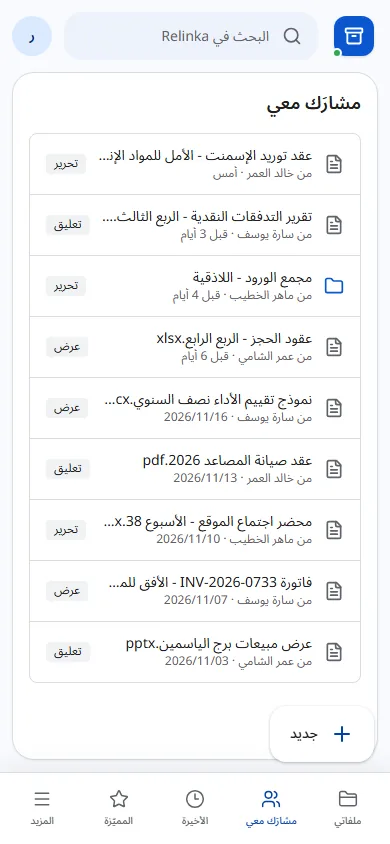 البحث في Relinka
ر
مشارَك معي
عقد توريد الإسمنت - الأمل للمواد الإنـ...
من خالد العمر · أمس
تحرير
تقرير التدفقات النقدية - الربع الثالث....
من سارة يوسف · قبل 3 أيام
تعليق
مجمع الورود - اللاذقية
من ماهر الخطيب · قبل 4 أيام
تحرير
عقود الحجز - الربع الرابع.xlsx
من عمر الشامي · قبل 6 أيام
عرض
نموذج تقييم الأداء نصف السنوي.cx...
من سارة يوسف · 2026/11/16
عرض
عقد صيانة المصاعد 2026.pdf
من خالد العمر · 2026/11/13
تعليق
محضر اجتماع الموقع - الأسبوع 38.x...
من ماهر الخطيب · 2026/11/10
تحرير
فاتورة INV-2026-0733 - الأفق للمـ...
من سارة يوسف · 2026/11/07
عرض
عرض مبيعات برج الياسمين.pptx
من عمر الشامي · 2026/11/03
تعليق
جديد
ملفاتي
مشارَك معي
الأخيرة
المميّزة
المزيد